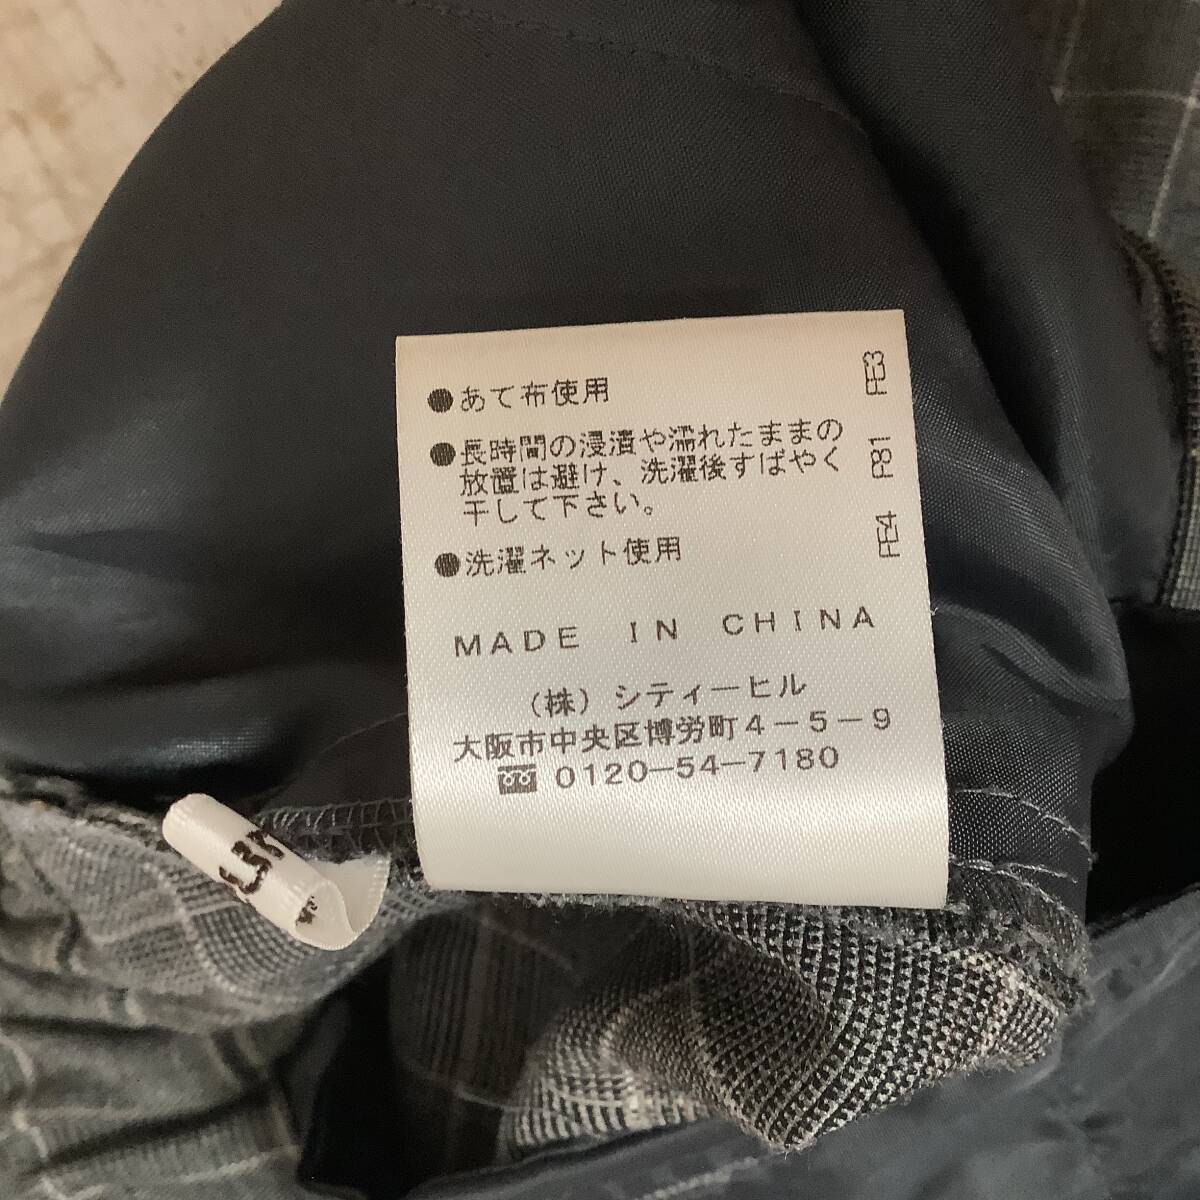 ●あて布使用
●長時間の浸漬や濡れたままの
放置は避け、洗濯後すばやく
干して下さい。
●洗濯ネット使用
MADE IN CHINA
(株)シティーヒル
大阪市中央区博労町4-5-9
0120-54-7180
FE3
P81
FE4